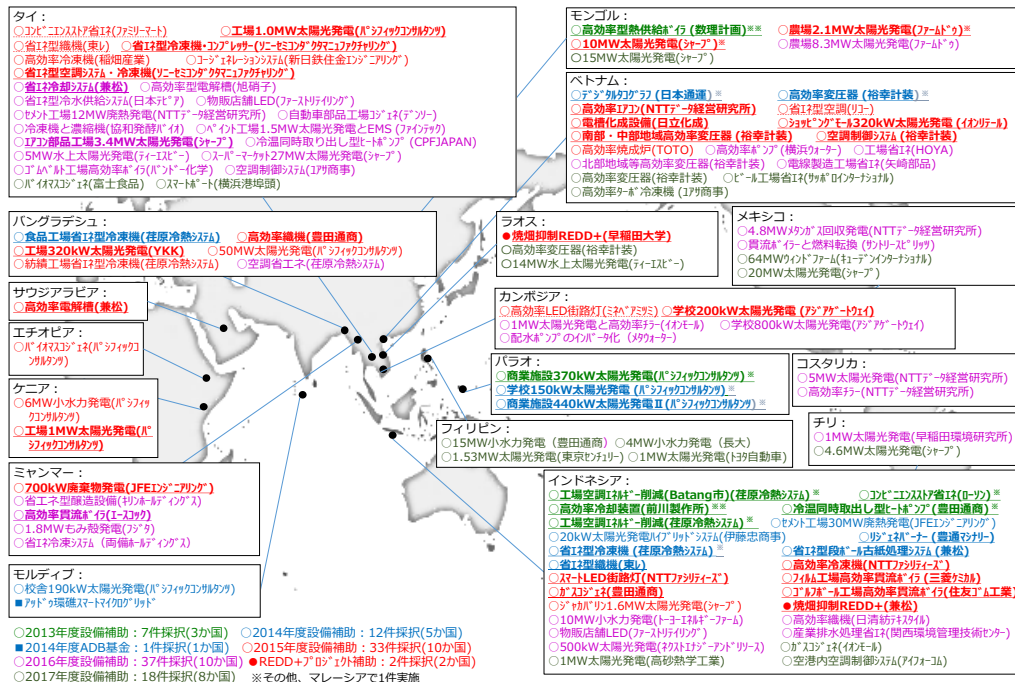 タイ：
○コンビニエンスストア省エネ(ファミリーマート) ○工場1.0MW太陽光発電(パシフィックコンサルタンツ)
○省エネ型織機(東レ) ○省エネ型冷凍機・コンプレッサー(ソニーセミコンダクタマニュファクチャリング)
○高効率冷凍機(稲畑産業) ○コージェネレーションシステム(新日鉄住金エンジニアリング)
○省エネ型空調システム・冷凍機(ソニーセミコンダクタマニュファクチャリング)
○省エネ冷却システム(兼松) ○高効率型電解槽(旭硝子)
○省エネ型冷水供給システム(日本テピア) ○物販店舗LED(ファーストリテイリング)
○セメント工場12MW廃熱発電(NTTデータ経営研究所) ○自動車部品工場コジェネ(デンソー)
○冷凍機と濃縮機(協和発酵バイオ) ○ペイント工場1.5MW太陽光発電とEMS (ファインテック)
○エアコン部品工場3.4MW太陽光発電(シャープ) ○冷温同時取出し型ヒートポンプ (CPFJAPAN)
○5MW水上太陽光発電(ティーエスビー) ○スーパーマーケット27MW太陽光発電(シャープ)
○ゴムベルト工場高効率ボイラ(バンドー化学) ○空調制御システム(ユアサ商事)
○バイオマスコジェネ(富士食品) ○スマートポート(横浜港埠頭)
モンゴル：
○高効率型熱供給ボイラ (数理計画)※※ ○農場2.1MW太陽光発電(ファームドゥ)※
○10MW太陽光発電(シャープ)※ ○農場8.3MW太陽光発電(ファームドゥ)
○15MW太陽光発電(シャープ)
ベトナム：
○デジタルタコグラフ (日本通運) ※ ○高効率変圧器 (裕幸計装)※
○高効率エアコン(NTTデータ経営研究所) ○省エネ型空調(リコー)
○電槽化成設備(日立化成) ○ショッピングモール320kW太陽光発電 (イオンリテール)
○南部・中部地域高効率変圧器 (裕幸計装) ○空調制御システム (裕幸計装)
○高効率焼成炉(TOTO) ○高効率ポンプ(横浜ウォーター) ○工場省エネ(HOYA)
○北部地域等高効率変圧器(裕幸計装) ○電線製造工場省エネ(矢崎部品)
○高効率変圧器(裕幸計装) ○ビール工場省エネ(サッポロインターナショナル)
○高効率ターボ冷凍機 (ユアサ商事)
バングラデシュ：
○食品工場省エネ型冷凍機(荏原冷熱システム) ○高効率織機(豊田通商)
○工場320kW太陽光発電(YKK) ○50MW太陽光発電(パシフィックコンサルタンツ)
○紡績工場省エネ型冷凍機(荏原冷熱システム) ○空調省エネ(荏原冷熱システム)
ラオス：
●焼畑抑制REDD+(早稲田大学)
○高効率変圧器(裕幸計装)
○14MW水上太陽光発電(ティーエスビー)
メキシコ：
○4.8MWメタンガス回収発電(NTTデータ経営研究所)
○貫流ボイラーと燃料転換 (サントリースピリッツ)
○64MWウィンドファーム(キューデンインターナショナル)
○20MW太陽光発電(シャープ)
サウジアラビア：
○高効率電解槽(兼松)
カンボジア：
○高効率LED街路灯(ミネベアミツミ) ○学校200kW太陽光発電 (アジアゲートウェイ)
○1MW太陽光発電と高効率チラー(イオンモール) ○学校800kW太陽光発電(アジアゲートウェイ)
○配水ポンプのインバータ化 (メタウォーター)
エチオピア：
○バイオマスコジェネ(パシフィックコ
ンサルタンツ)
パラオ：
○商業施設370kW太陽光発電(パシフィックコンサルタンツ) ※
○学校150kW太陽光発電 (パシフィックコンサルタンツ) ※
○商業施設440kW太陽光発電Ⅱ(パシフィックコンサルタンツ)※
コスタリカ：
○5MW太陽光発電(NTTデータ経営研究所)
○高効率チラー(NTTデータ経営研究所)
ケニア：
○6MW小水力発電(パシフィッ
クコンサルタンツ)
○工場1MW太陽光発電(パ
シフィックコンサルタンツ)
フィリピン：
○15MW小水力発電（豊田通商）○4MW小水力発電（長大）
○1.53MW太陽光発電(東京センチュリー) ○1MW太陽光発電(トヨタ自動車)
チリ：
○1MW太陽光発電(早稲田環境研究所)
○4.6MW太陽光発電(シャープ)
ミャンマー：
○700kW廃棄物発電(JFEエンジニアリング)
○省エネ型醸造設備(キリンホールディングス)
○高効率貫流ボイラ(エースコック)
○1.8MWもみ殻発電(フジタ)
○省エネ冷凍システム (両備ホールディングス)
インドネシア：
○工場空調エネルギー削減(Batang市)(荏原冷熱システム) ※ ○コンビニエンスストア省エネ(ローソン) ※
○高効率冷却装置(前川製作所) ※※ ○冷温同時取出し型ヒートポンプ (豊田通商)※
○工場空調エネルギー削減(荏原冷熱システム) ※ ○セメント工場30MW廃熱発電(JFEエンジニアリング)
○20kW太陽光発電ハイブリッドシステム(伊藤忠商事) ○リジェネバーナー (豊通マシナリー)
○省エネ型冷凍機 (荏原冷熱システム) ※ ○省エネ型段ボール古紙処理システム (兼松)
○省エネ型織機(東レ) ○高効率冷凍機(NTTファシリティーズ)
○スマートLED街路灯(NTTファシリティーズ) ○フィルム工場高効率貫流ボイラ (三菱ケミカル)
○ガスコジェネ(豊田通商) ○ゴルフボール工場高効率貫流ボイラ(住友ゴム工業)
○ジャカバリン1.6MW太陽光発電(シャープ) ●焼畑抑制REDD+(兼松)
○10MW小水力発電(トーヨーエネルギーファーム) ○高効率織機(日清紡テキスタイル)
○物販店舗LED(ファーストリテイリング) ○産業排水処理省エネ(関西環境管理技術センター)
○500kW太陽光発電(ネクストエナジーアンドリソース) ○ガスコジェネ(イオンモール)
○1MW太陽光発電(高砂熱学工業) ○空港内空調制御システム(アイフォーコム)
モルディブ：
○校舎190kW太陽光発電(パシフィックコンサルタンツ)
■アッドゥ環礁スマートマイクログリッド
○2013年度設備補助：7件採択(3か国) ○2014年度設備補助：12件採択(5か国)
■2014年度ADB基金：1件採択(1か国) ○2015年度設備補助：33件採択(10か国)
○2016年度設備補助：37件採択(10か国) ●REDD+プロジェクト補助：2件採択(2か国)
○2017年度設備補助：18件採択(8か国) ※その他、マレーシアで1件実施